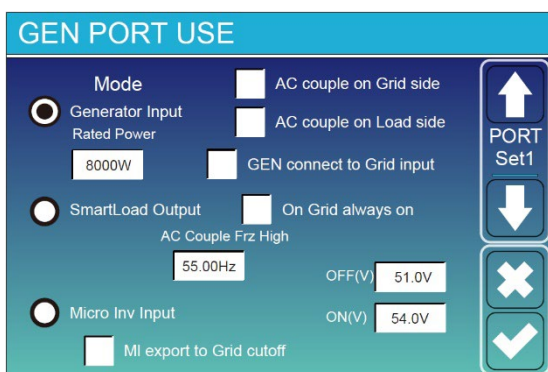 GEN PORT USE
Mode
AC couple on Grid side
Generator Input
Rated Power
AC couple on Load side
PORT
Set1
8000W
GEN connect to Grid input
SmartLoad Output
On Grid always on
AC Couple Frz High
55.00Hz
OFF(V)
51.0V
Micro Inv Input
ON(V)
54.0V
MI export to Grid cutoff